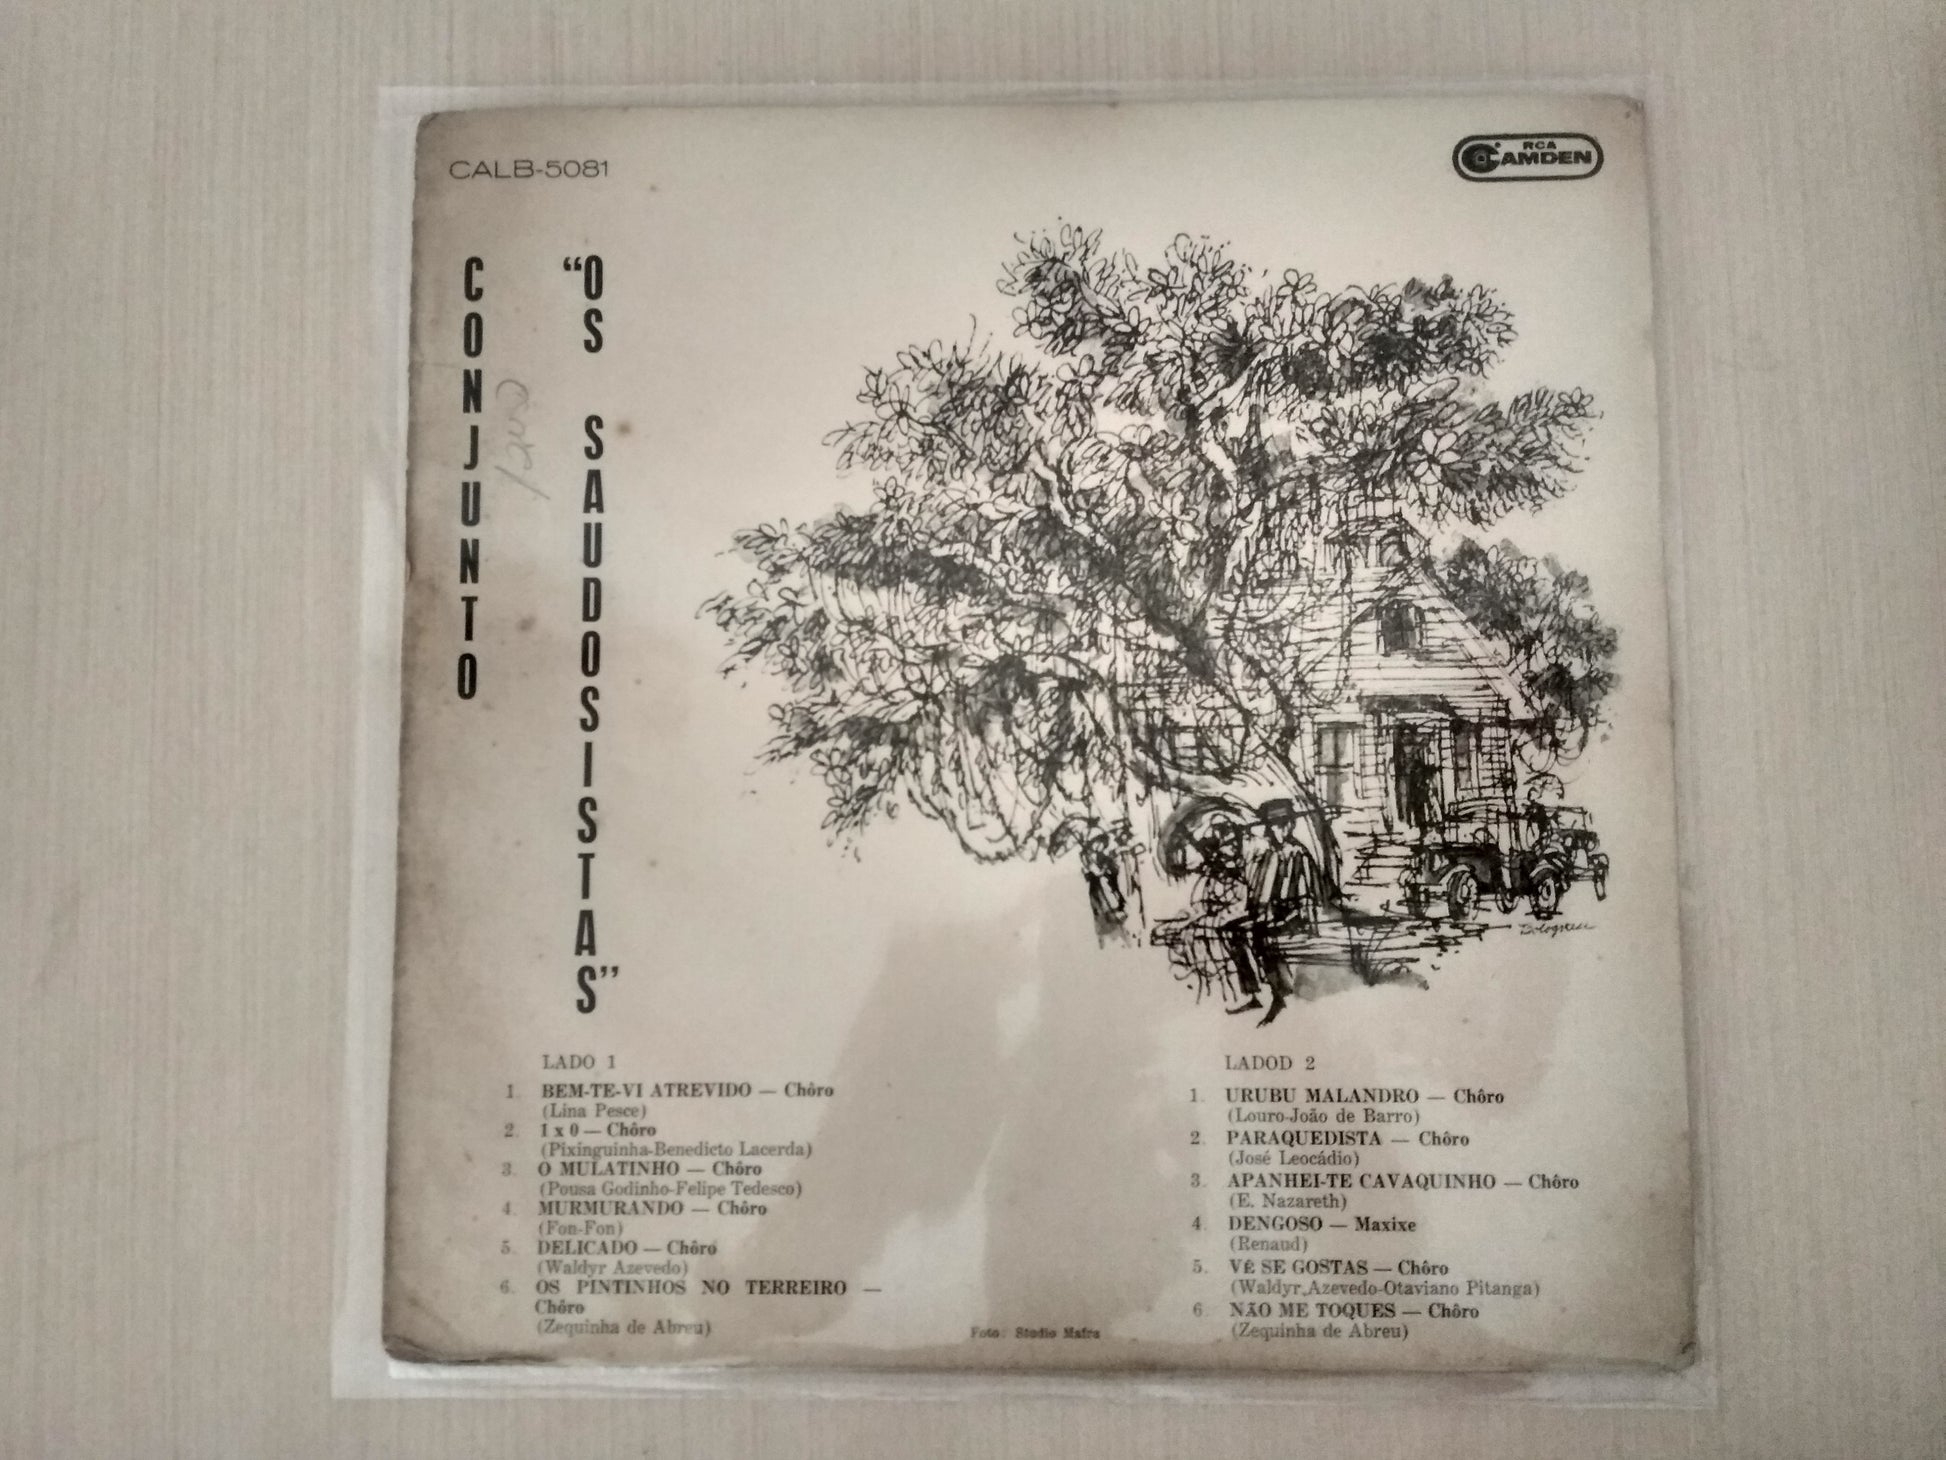 CALB-5081
RCA
CAMDEN
CONJUNTO
“OS SAUDOSISTAS”
LADO 1
1. BEM-TE-VI ATREVIDO — Chôro
(Lina Pesce)
2. 1 x 0 — Chôro
(Pixinguinha-Benedicto Lacerda)
3. O MULATINHO — Chôro
(Pousa Godinho-Felipe Tedesco)
4. MURMURANDO — Chôro
(Fon-Fon)
5. DELICADO — Chôro
(Waldyr Azevedo)
6. OS PINTINHOS NO TERREIRO —
Chôro
(Zequinha de Abreu)
LADOD 2
1. URUBU MALANDRO — Chôro
(Louro-João de Barro)
2. PARAQUEDISTA — Chôro
(José Leocádio)
3. APANHEI-TE CAVAQUINHO — Chôro
(E. Nazareth)
4. DENGOSO — Maxixe
(Renaud)
5. VÊ SE GOSTAS — Chôro
(Waldyr Azevedo-Otaviano Pitanga)
6. NÃO ME TOQUES — Chôro
(Zequinha de Abreu)
Foto: Studio Mafra